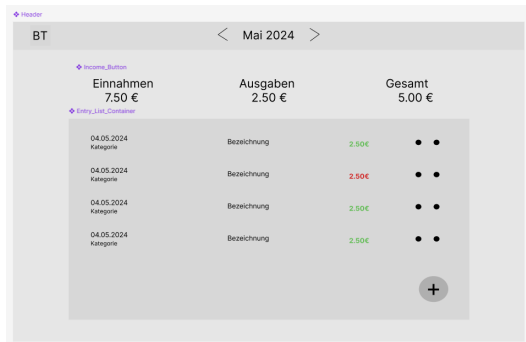 Header
BT
Mai 2024
Income_Button
Einnahmen
7.50 €
Ausgaben
2.50 €
Gesamt
5.00 €
Entry_List_Container
04.05.2024
Kategorie
Bezeichnung
2.50€
04.05.2024
Kategorie
Bezeichnung
2.50€
04.05.2024
Kategorie
Bezeichnung
2.50€
04.05.2024
Kategorie
Bezeichnung
2.50€
+